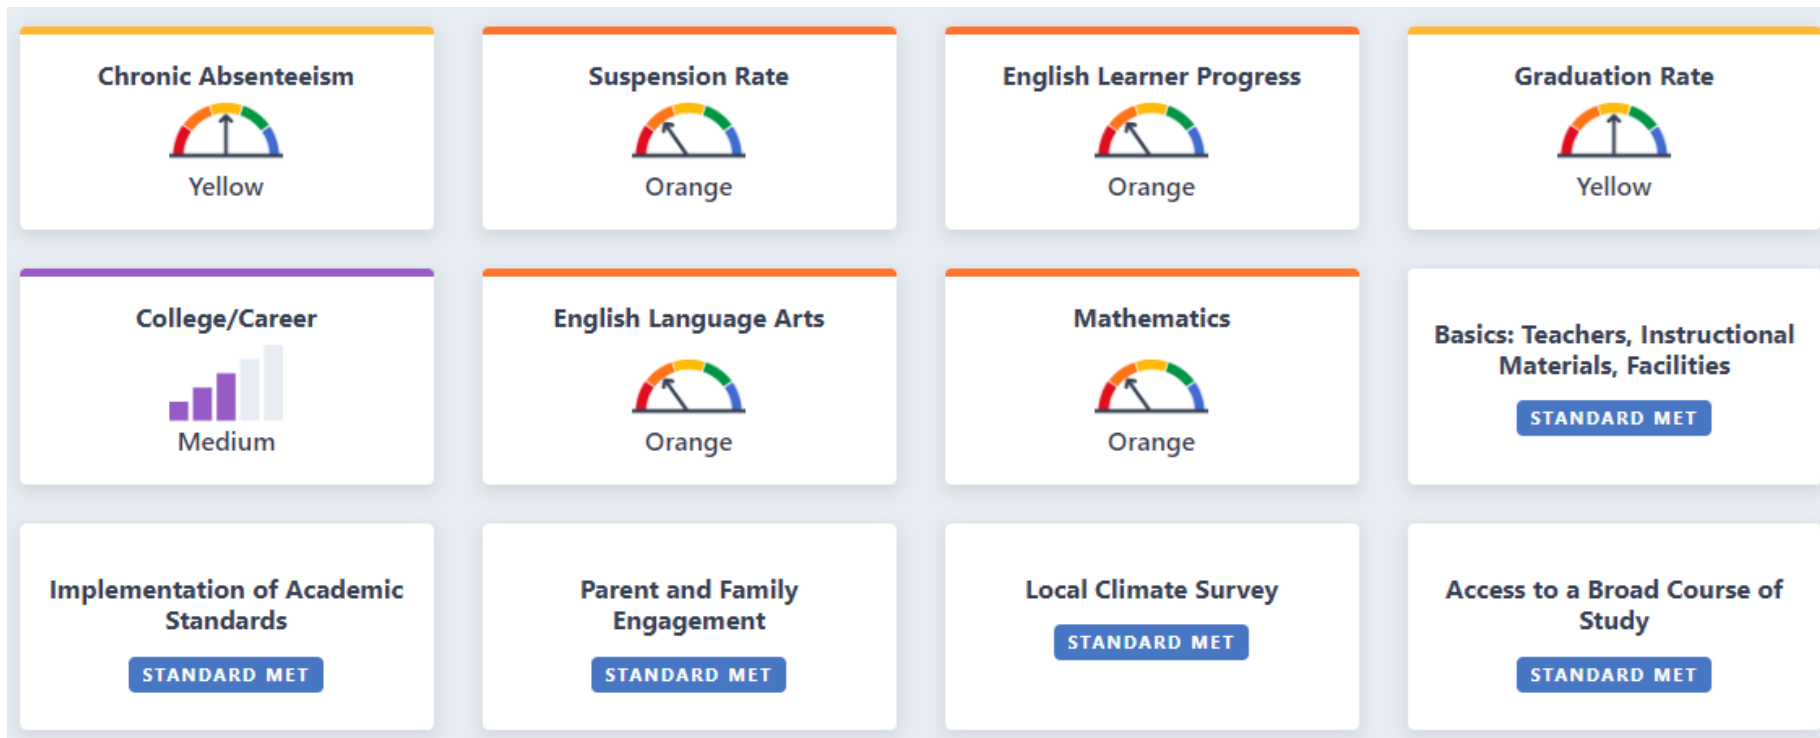 Chronic Absenteeism
Yellow
Suspension Rate
Orange
English Learner Progress
Orange
Graduation Rate
Yellow
College/Career
Medium
English Language Arts
Orange
Mathematics
Orange
Basics: Teachers, Instructional
Materials, Facilities
STANDARD MET
Implementation of Academic
Standards
STANDARD MET
Parent and Family
Engagement
STANDARD MET
Local Climate Survey
STANDARD MET
Access to a Broad Course of
Study
STANDARD MET